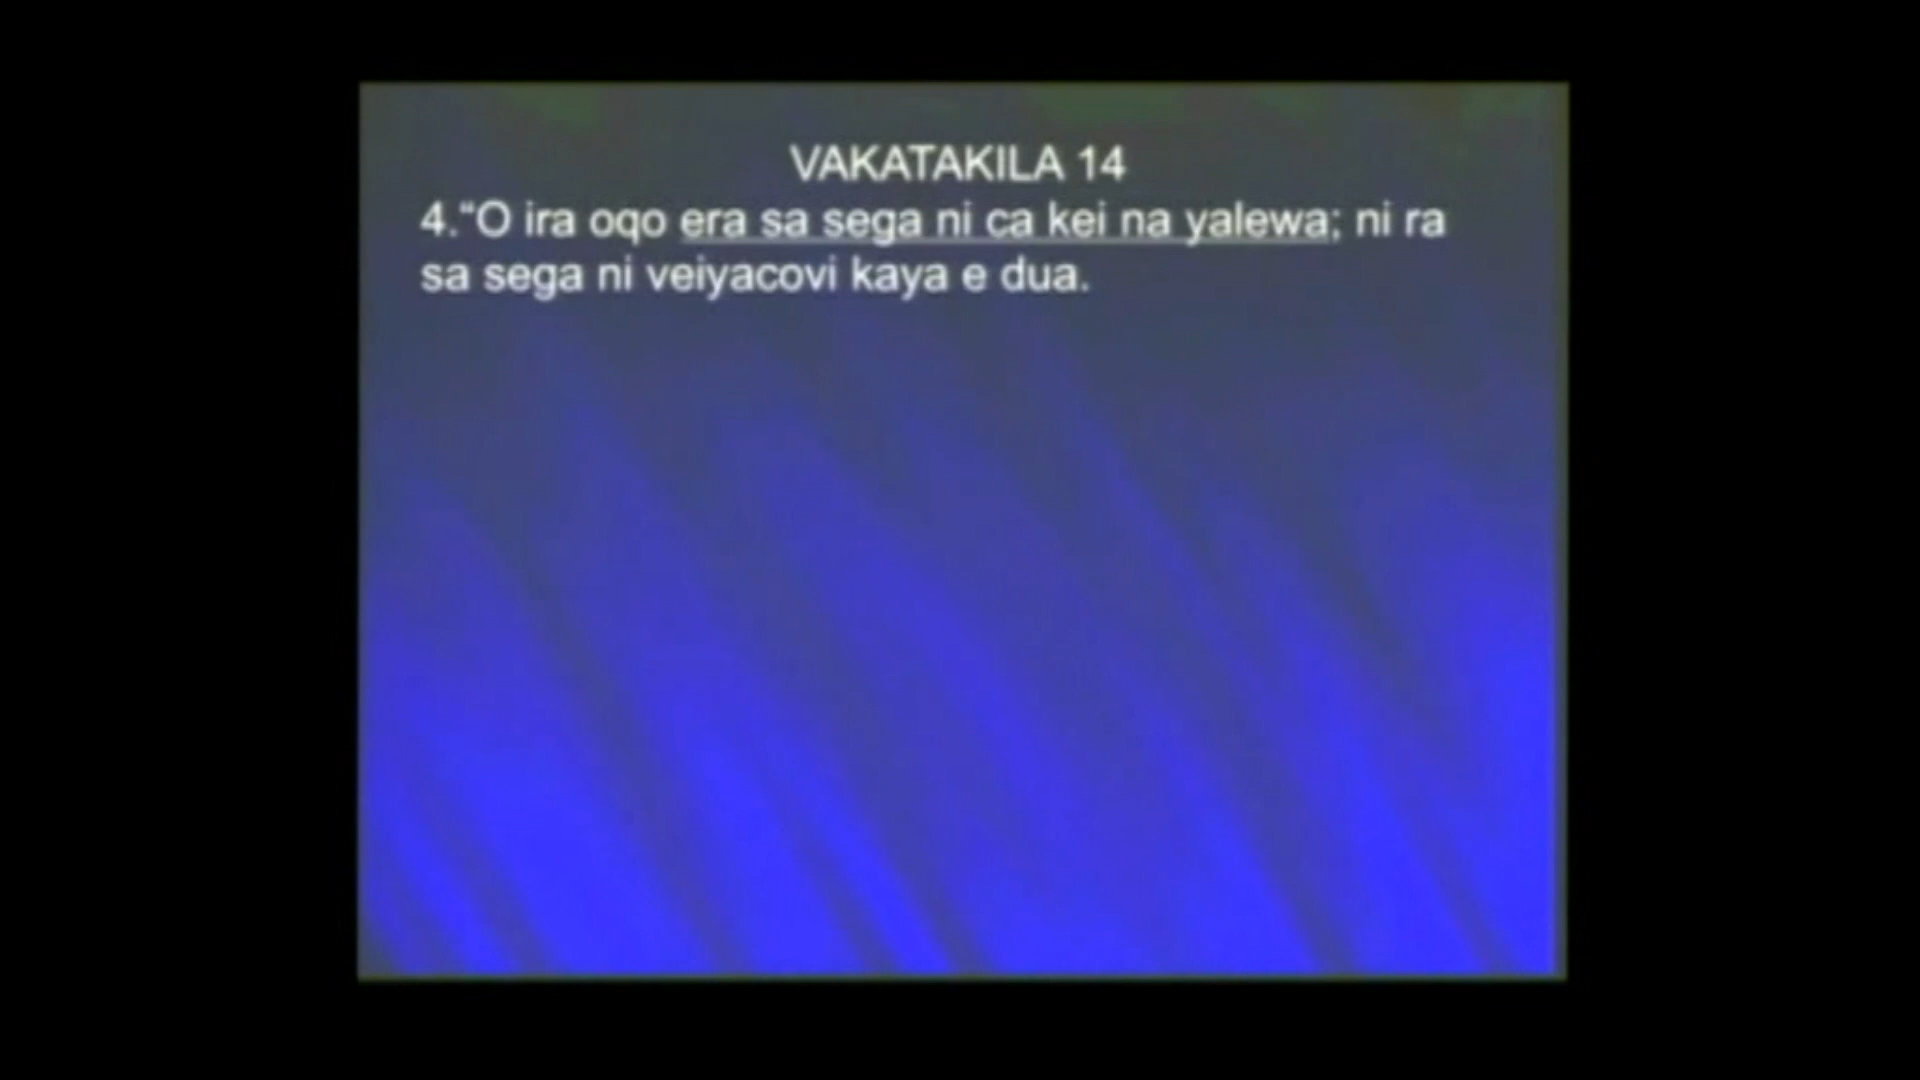 VAKATAKILA 14
4.“O ira oqo era sa sega ni ca kei na yalewa; ni ra
sa sega ni veiyacovi kaya e dua.